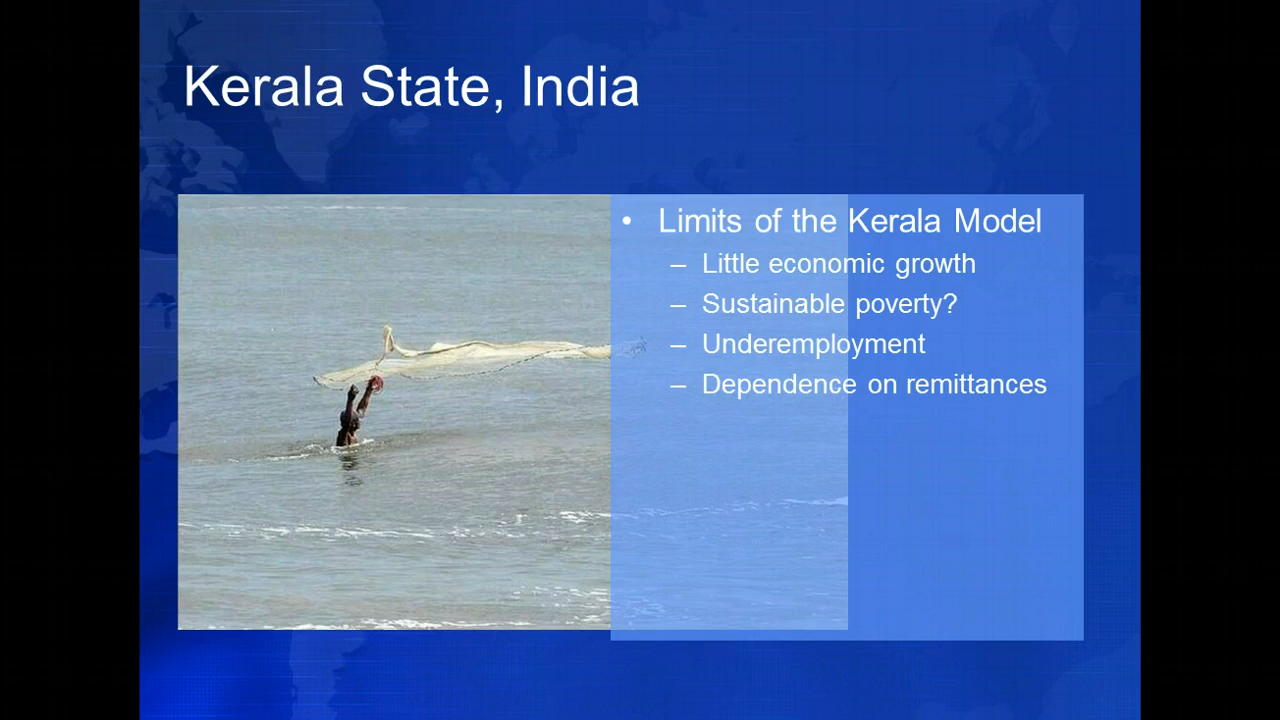 Kerala State, India
• Limits of the Kerala Model
– Little economic growth
– Sustainable poverty?
– Underemployment
– Dependence on remittances